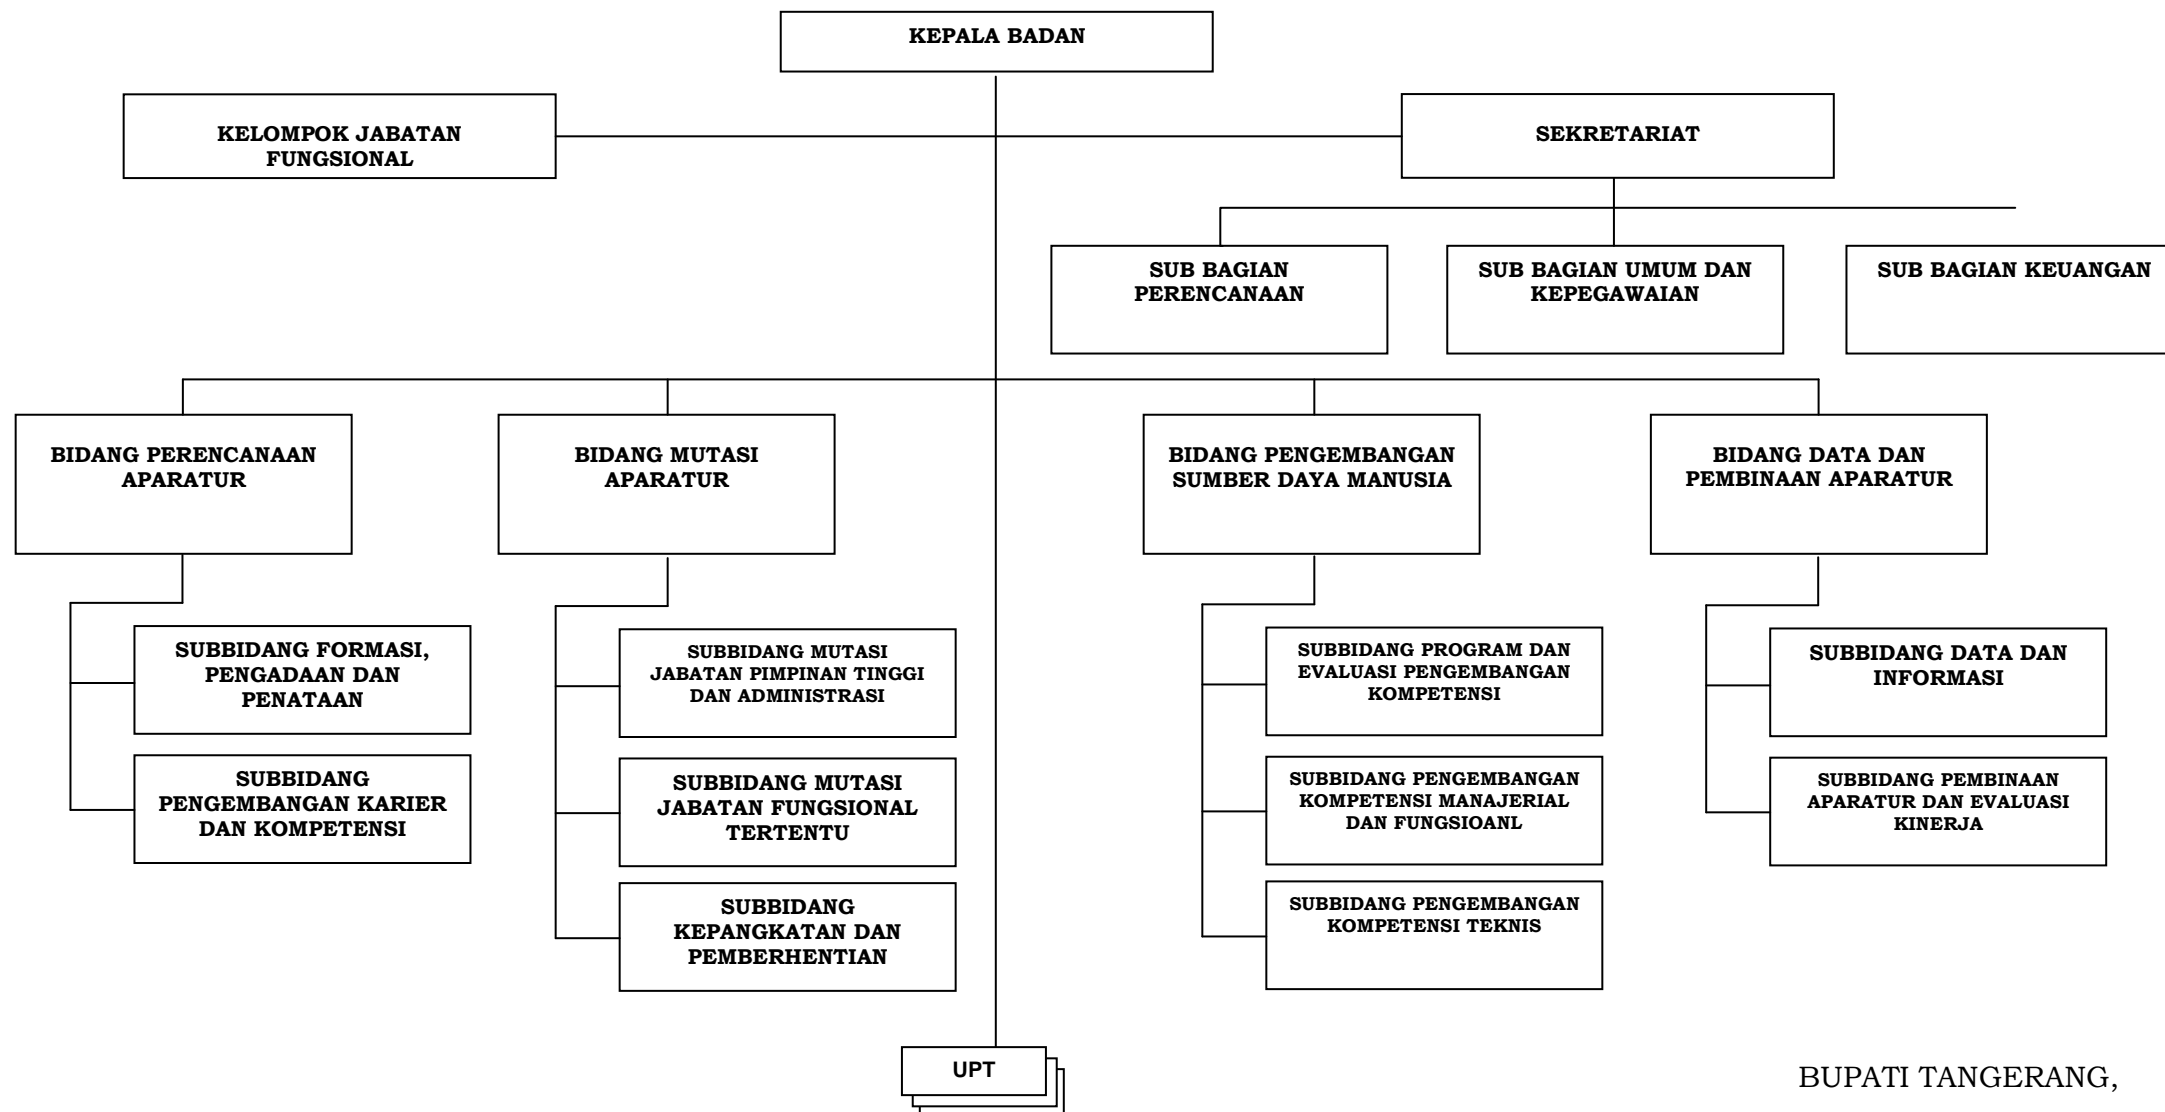 KEPALA BADAN
KELOMPOK JABATAN
FUNGSIONAL
SEKRETARIAT
SUB BAGIAN
PERENCANAAN
SUB BAGIAN UMUM DAN
KEPEGAWAIAN
SUB BAGIAN KEUANGAN
BIDANG PERENCANAAN
APARATUR
BIDANG MUTASI
APARATUR
BIDANG PENGEMBANGAN
SUMBER DAYA MANUSIA
BIDANG DATA DAN
PEMBINAAN APARATUR
SUBBIDANG FORMASI,
PENGADAAN DAN
PENATAAN
SUBBIDANG
PENGEMBANGAN KARIER
DAN KOMPETENSI
SUBBIDANG MUTASI
JABATAN PIMPINAN TINGGI
DAN ADMINISTRASI
SUBBIDANG MUTASI
JABATAN FUNGSIONAL
TERTENTU
SUBBIDANG
KEPANGKATAN DAN
PEMBERHENTIAN
SUBBIDANG PROGRAM DAN
EVALUASI PENGEMBANGAN
KOMPETENSI
SUBBIDANG PENGEMBANGAN
KOMPETENSI MANAJERIAL
DAN FUNGSIOANL
SUBBIDANG PENGEMBANGAN
KOMPETENSI TEKNIS
SUBBIDANG DATA DAN
INFORMASI
SUBBIDANG PEMBINAAN
APARATUR DAN EVALUASI
KINERJA
UPT
BUPATI TANGERANG,